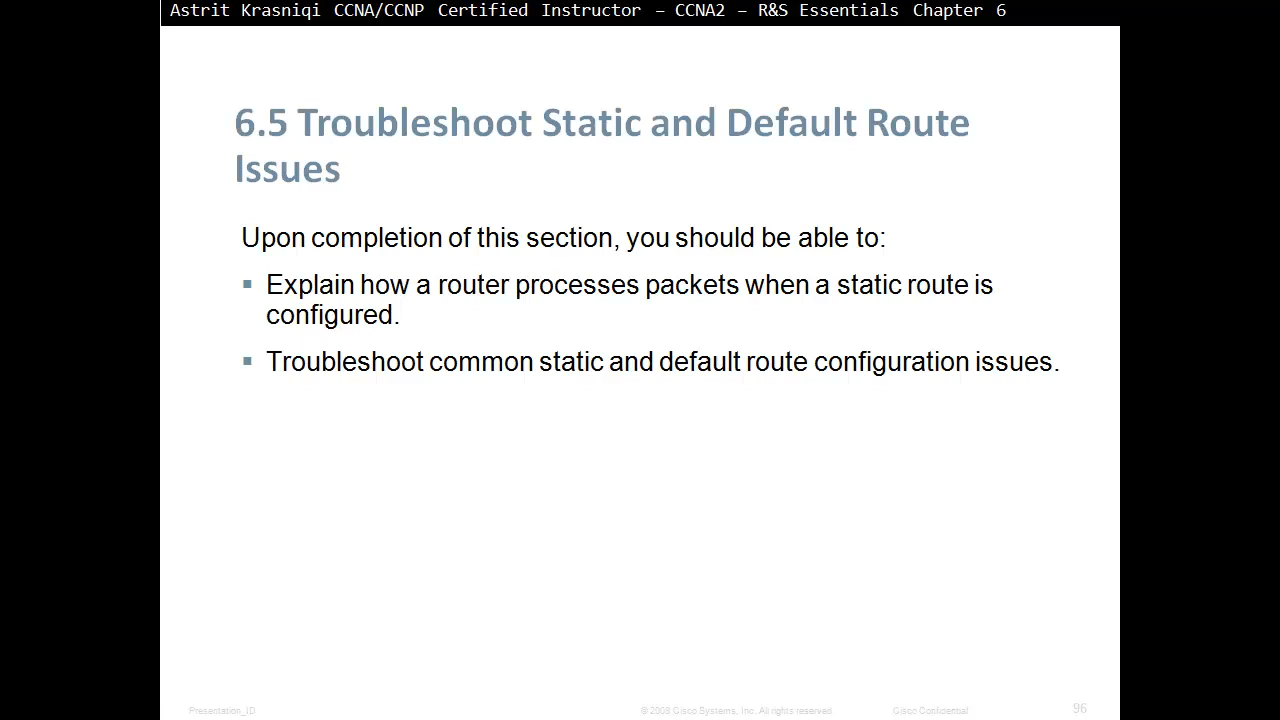 Astrit Krasniqi CCNA/CCNP Certified Instructor – CCNA2 – R&S Essentials Chapter 6
6.5 Troubleshoot Static and Default Route
Issues
Upon completion of this section, you should be able to:
▪ Explain how a router processes packets when a static route is
configured.
▪ Troubleshoot common static and default route configuration issues.
Presentation_ID
© 2008 Cisco Systems, Inc. All rights reserved.
Cisco Confidential
96